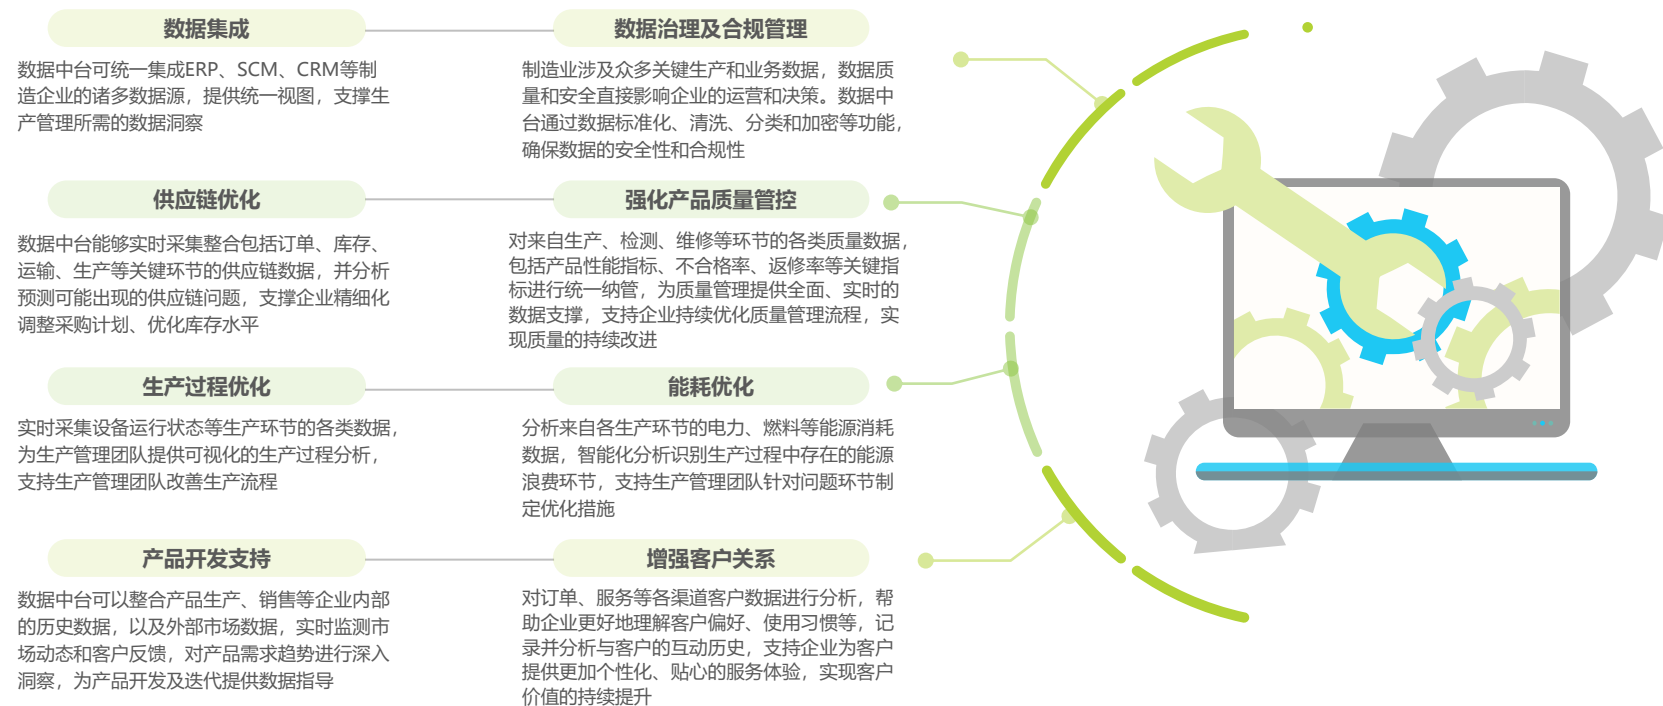 数据集成
数据中台可统一集成ERP、SCM、CRM等制
造企业的诸多数据源，提供统一视图，支撑生
产管理所需的数据洞察
数据治理及合规管理
制造业涉及众多关键生产和业务数据，数据质
量和安全直接影响企业的运营和决策。数据中
台通过数据标准化、清洗、分类和加密等功能，
确保数据的安全性和合规性
供应链优化
数据中台能够实时采集整合包括订单、库存、
运输、生产等关键环节的供应链数据，并分析
预测可能出现的供应链问题，支撑企业精细化
调整采购计划、优化库存水平
强化产品质量管控
对来自生产、检测、维修等环节的各类质量数据，
包括产品性能指标、不合格率、返修率等关键指
标进行统一纳管，为质量管理提供全面、实时的
数据支撑，支持企业持续优化质量管理流程，实
现质量的持续改进
生产过程优化
实时采集设备运行状态等生产环节的各类数据，
为生产管理团队提供可视化的生产过程分析，
支持生产管理团队改善生产流程
能耗优化
分析来自各生产环节的电力、燃料等能源消耗
数据，智能化分析识别生产过程中存在的能源
浪费环节，支持生产管理团队针对问题环节制
定优化措施
产品开发支持
数据中台可以整合产品生产、销售等企业内部
的历史数据，以及外部市场数据，实时监测市
场动态和客户反馈，对产品需求趋势进行深入
洞察，为产品开发及迭代提供数据指导
增强客户关系
对订单、服务等各渠道客户数据进行分析，帮
助企业更好地理解客户偏好、使用习惯等，记
录并分析与客户的互动历史，支持企业为客户
提供更加个性化、贴心的服务体验，实现客户
价值的持续提升